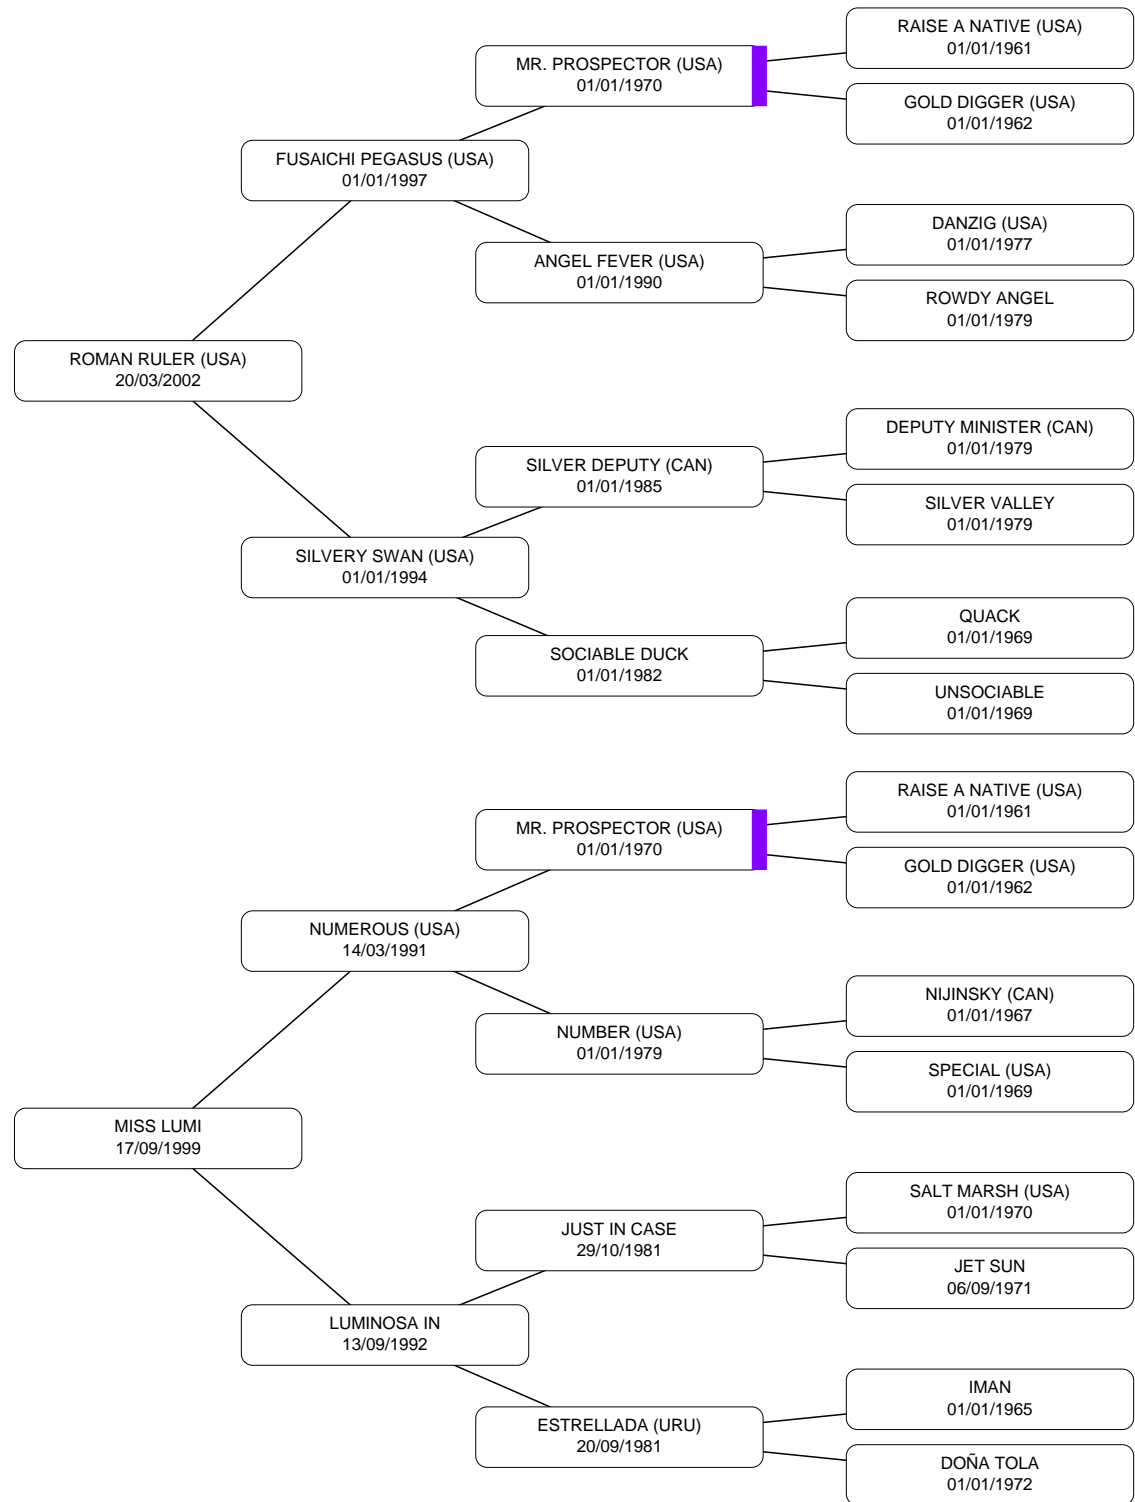 RAISE A NATIVE (USA)
01/01/1961
MR. PROSPECTOR (USA)
01/01/1970
GOLD DIGGER (USA)
01/01/1962
FUSAICHI PEGASUS (USA)
01/01/1997
DANZIG (USA)
01/01/1977
ANGEL FEVER (USA)
01/01/1990
ROWDY ANGEL
01/01/1979
ROMAN RULER (USA)
20/03/2002
DEPUTY MINISTER (CAN)
01/01/1979
SILVER DEPUTY (CAN)
01/01/1985
SILVER VALLEY
01/01/1979
SILVERY SWAN (USA)
01/01/1994
QUACK
01/01/1969
SOCIABLE DUCK
01/01/1982
UNSOCIABLE
01/01/1969
RAISE A NATIVE (USA)
01/01/1961
MR. PROSPECTOR (USA)
01/01/1970
GOLD DIGGER (USA)
01/01/1962
NUMEROUS (USA)
14/03/1991
NIJINSKY (CAN)
01/01/1967
NUMBER (USA)
01/01/1979
SPECIAL (USA)
01/01/1969
MISS LUMI
17/09/1999
SALT MARSH (USA)
01/01/1970
JUST IN CASE
29/10/1981
JET SUN
06/09/1971
LUMINOSA IN
13/09/1992
IMAN
01/01/1965
ESTRELLADA (URU)
20/09/1981
DOÑA TOLA
01/01/1972